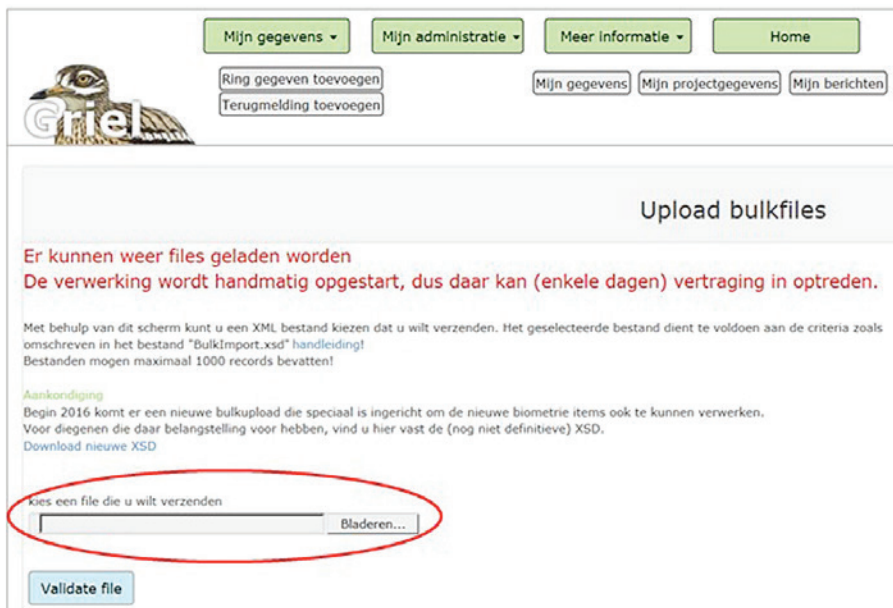 Mijn gegevens
Mijn administratie
Meer informatie
Home
Ring gegeven toevoegen
Terugmelding toevoegen
Mijn gegevens
Mijn projectgegevens
Mijn berichten
Griel
Upload bulkfiles
Er kunnen weer files geladen worden
De verwerking wordt handmatig opgestart, dus daar kan (enkele dagen) vertraging in optreden.
Met behulp van dit scherm kunt u een XML bestand kiezen dat u wilt verzenden. Het geselecteerde bestand dient te voldoen aan de criteria zoals
omschreven in het bestand "BulkImport.xsd" handleiding!
Bestanden mogen maximaal 1000 records bevatten!
Aankondiging
Begin 2016 komt er een nieuwe bulkupload die speciaal is ingericht om de nieuwe biometrie items ook te kunnen verwerken.
Voor diegenen die daar belangstelling voor hebben, vind u hier vast de (nog niet definitieve) XSD.
Download nieuwe XSD
kies een file die u wilt verzenden
Bladeren...
Validate file